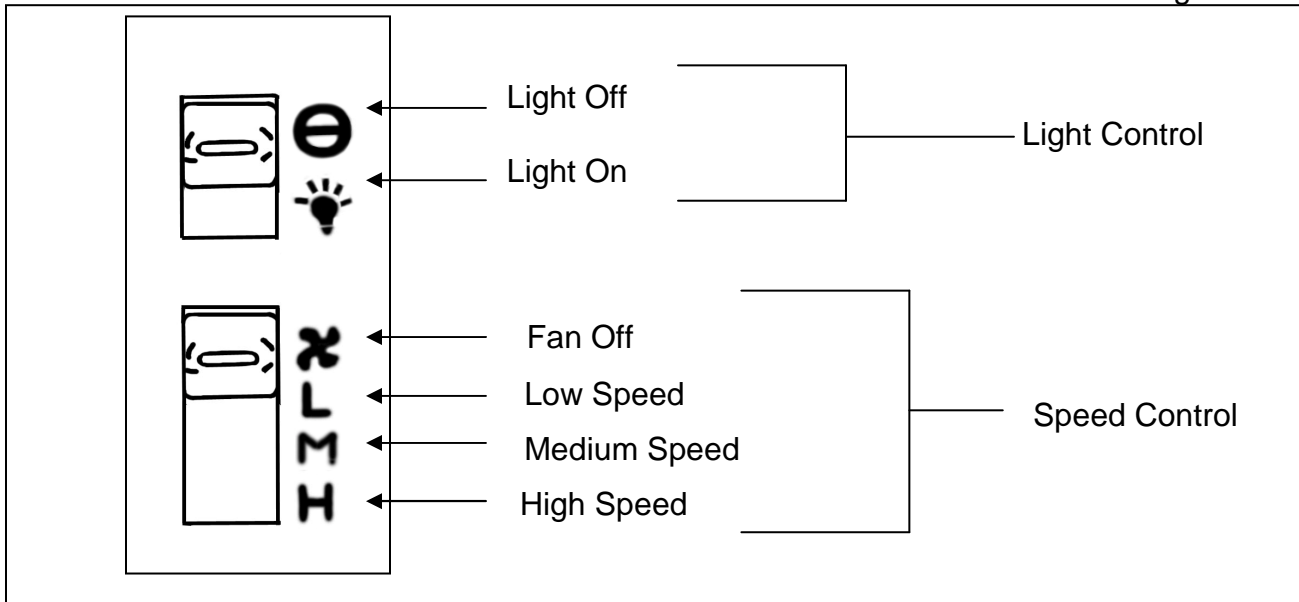 Light Off
Light On
Light Control
Fan Off
L
Low Speed
M
Medium Speed
H
High Speed
Speed Control